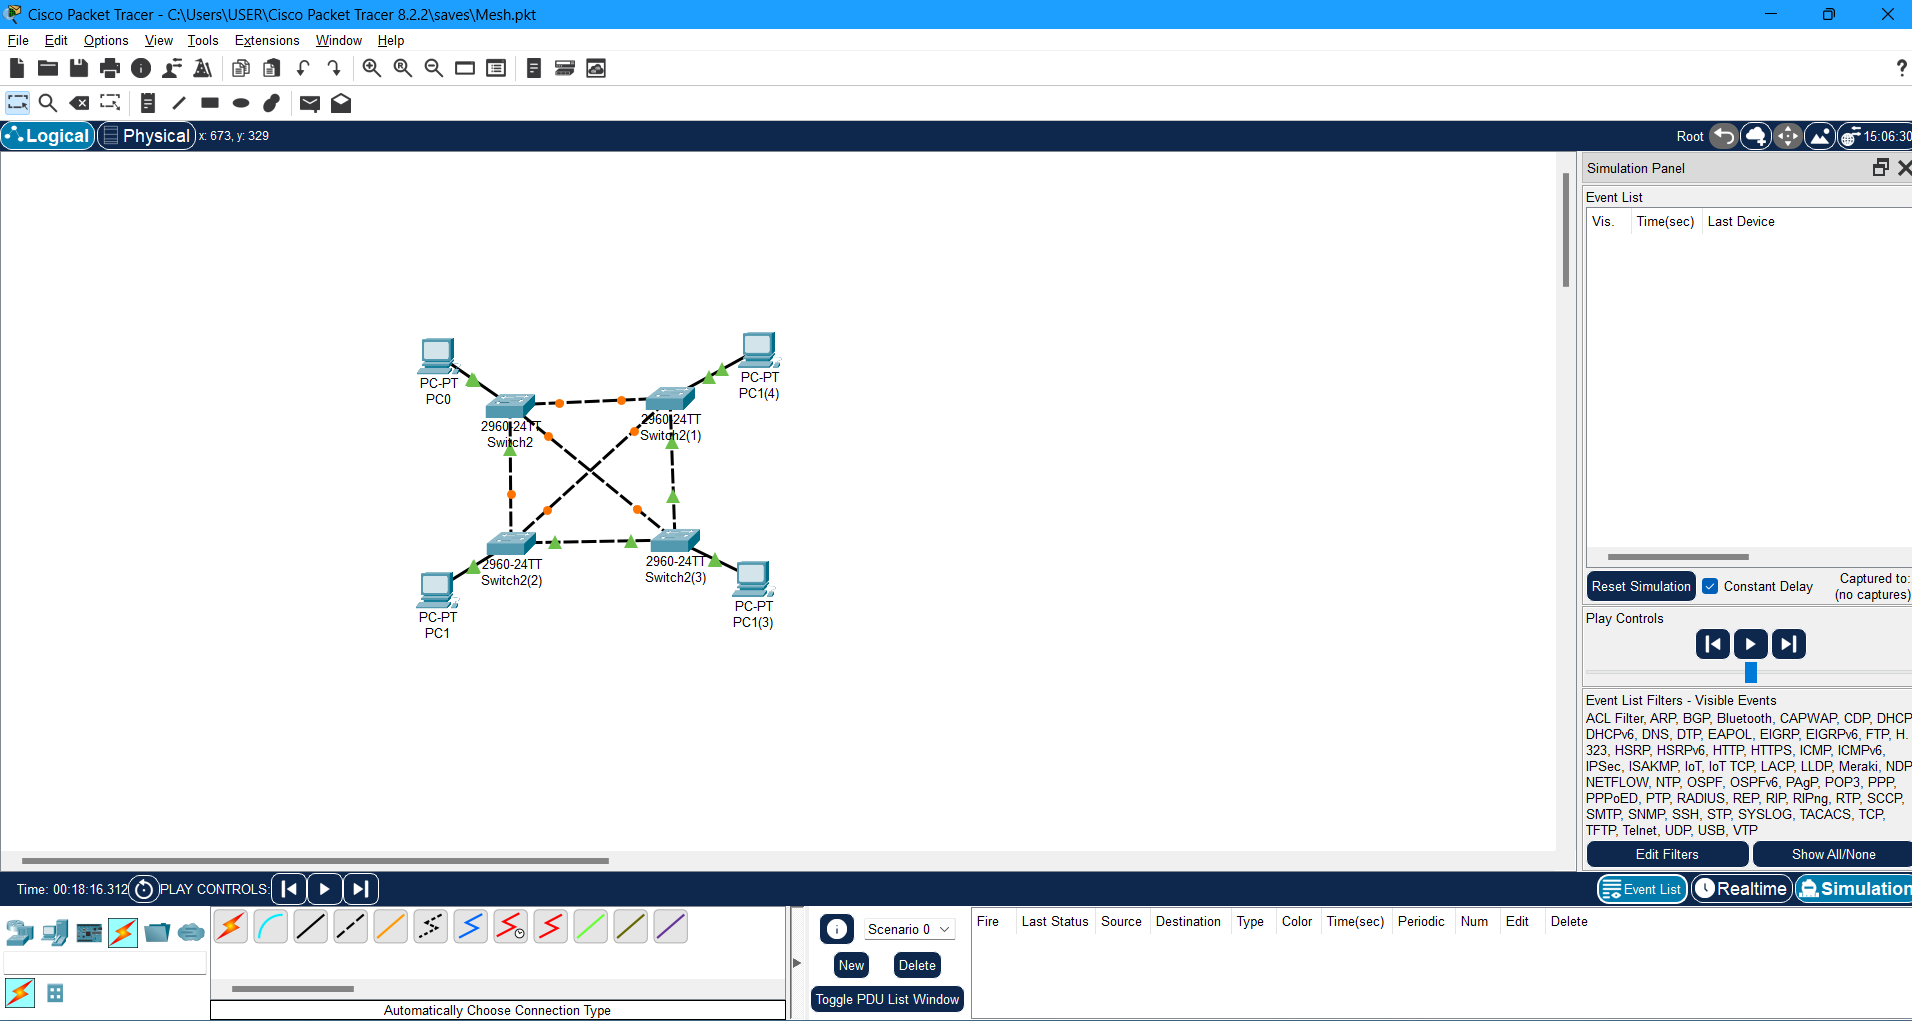 Cisco Packet Tracer - C:\Users\USER\Cisco Packet Tracer 8.2.2\saves\Mesh.pkt
File Edit Options View Tools Extensions Window Help
?
Logical Physical x: 673, y: 329 Root 15:06:30
Simulation Panel
Event List
Vis. Time(sec) Last Device
PC-PT
PC0
PC-PT
PC1(4)
2960-24TT
Switch2
2960-24TT
Switch2(1)
2960-24TT
Switch2(2)
2960-24TT
Switch2(3)
PC-PT
PC1
PC-PT
PC1(3)
Reset Simulation Constant Delay Captured to:
(no captures)
Play Controls
Event List Filters - Visible Events
ACL Filter, ARP, BGP, Bluetooth, CAPWAP, CDP, DHCP
DHCPv6, DNS, DTP, EAPOL, EIGRP, EIGRPv6, FTP, H.
323, HSRP, HSRPv6, HTTP, HTTPS, ICMP, ICMPv6,
IPSec, ISAKMP, IoT, IoT TCP, LACP, LLDP, Meraki, NDP
NETFLOW, NTP, OSPF, OSPFv6, PAgP, POP3, PPP,
PPPoED, PTP, RADIUS, REP, RIP, RIPng, RTP, SCCP,
SMTP, SNMP, SSH, STP, SYSLOG, TACACS, TCP,
TFTP, Telnet, UDP, USB, VTP
Edit Filters Show All/None
Time: 00:18:16.312 PLAY CONTROLS: Event List Realtime Simulation
Scenario 0
New Delete
Toggle PDU List Window
Fire Last Status Source Destination Type Color Time(sec) Periodic Num Edit Delete
Automatically Choose Connection Type